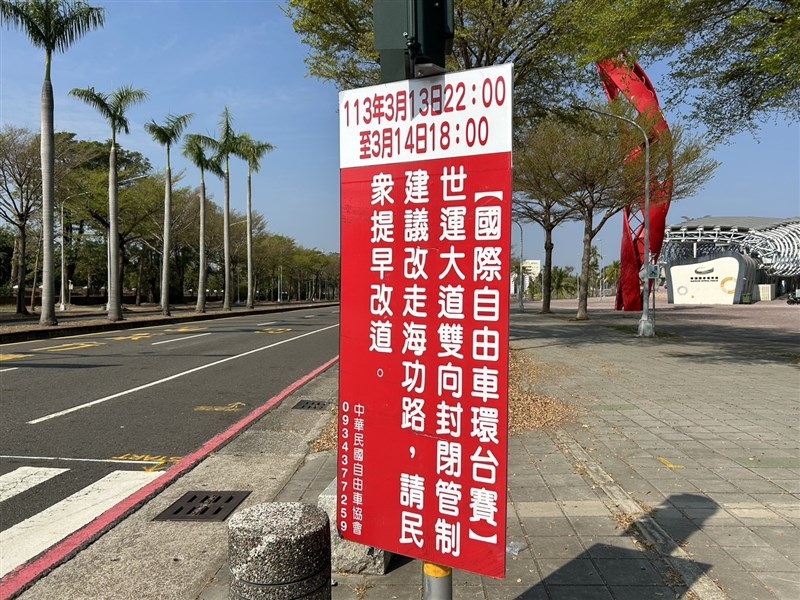 113年3月13日22：00
至3月14日18：00
【國際自由車環台賽】
世運大道雙向封閉管制
建議改走海功路，請民
衆提早改道。
中華民國自由車協會
0934377259
START